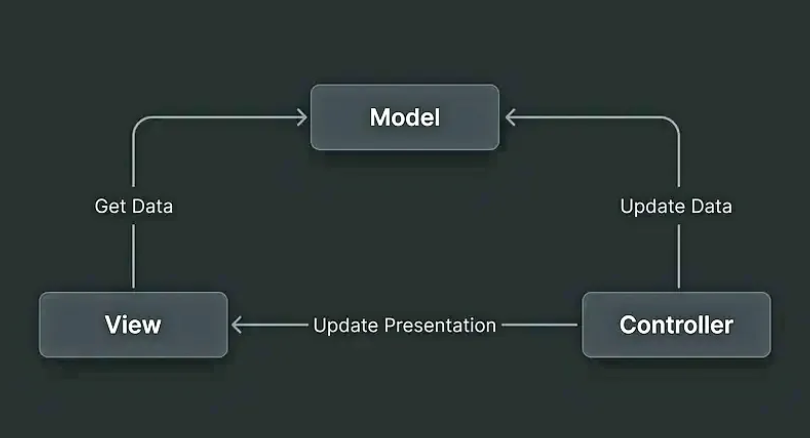 Model
Get Data
Update Data
View
Update Presentation
Controller